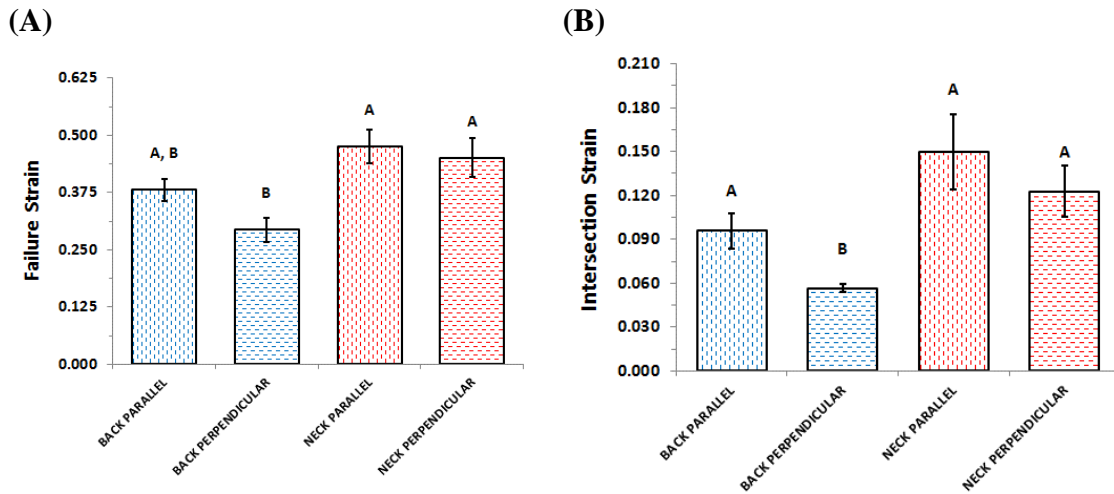 (A)
Failure Strain
0.625
0.500
0.375
0.250
0.125
0.000
A, B
B
A
A
BACK PARALLEL
BACK PERPENDICULAR
NECK PARALLEL
NECK PERPENDICULAR
(B)
Intersection Strain
0.210
0.180
0.150
0.120
0.090
0.060
0.030
0.000
A
B
A
A
BACK PARALLEL
BACK PERPENDICULAR
NECK PARALLEL
NECK PERPENDICULAR